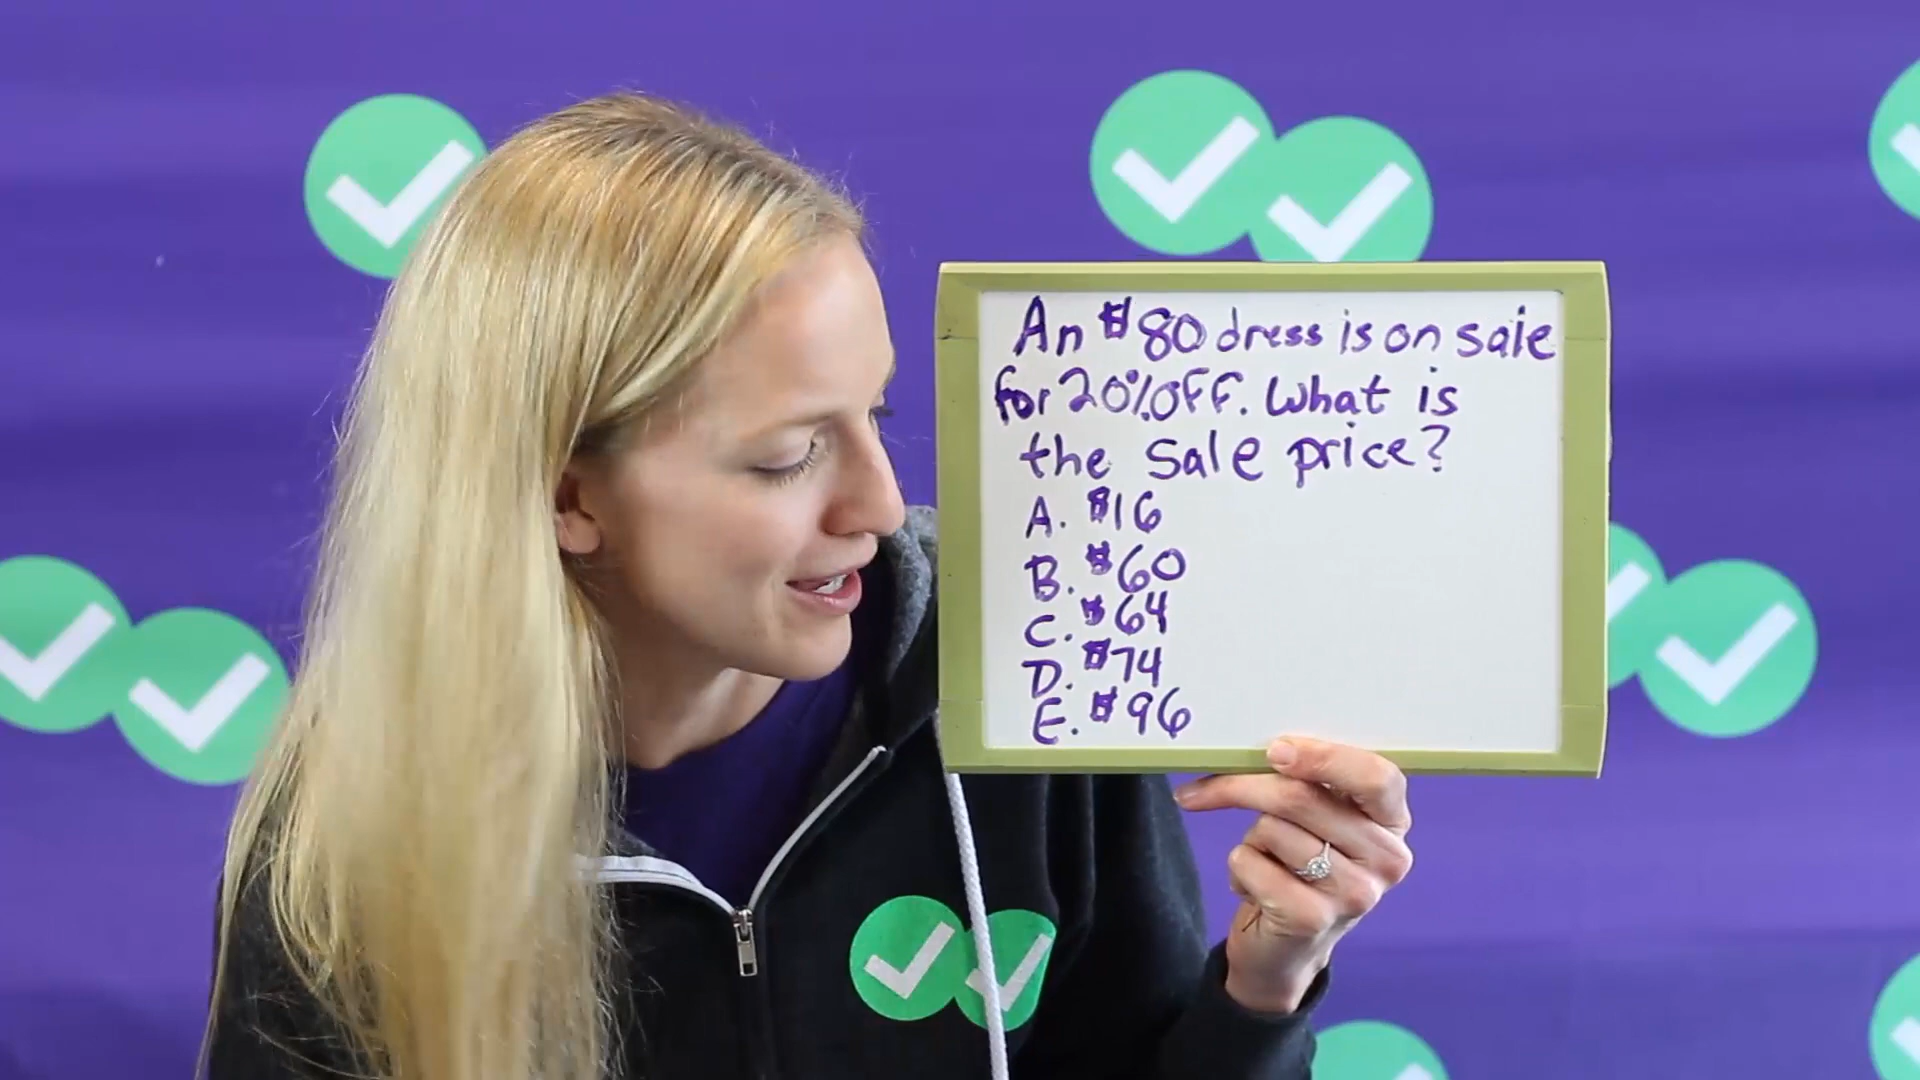 An $80 dress is on sale
for 20% off. What is
the sale price?
A. $16
B. $60
C. $64
D. $74
E. $96